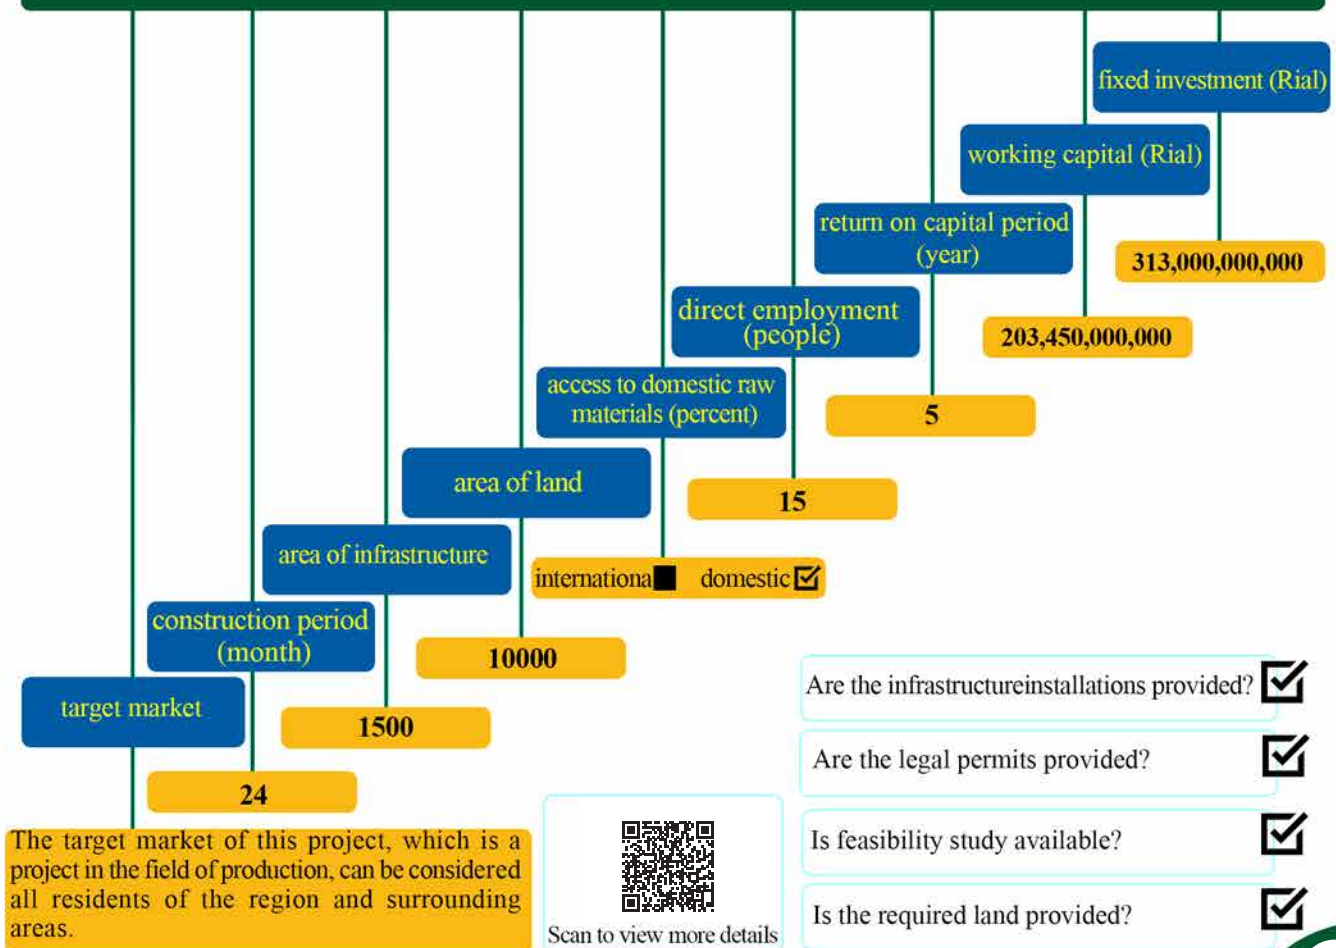 fixed investment (Rial)
313,000,000,000
working capital (Rial)
203,450,000,000
return on capital period
(year)
5
direct employment
(people)
15
access to domestic raw
materials (percent)
internationa domestic
area of land
10000
area of infrastructure
1500
construction period
(month)
24
target market
The target market of this project, which is a
project in the field of production, can be considered
all residents of the region and surrounding
areas.
Scan to view more details
Are the infrastructureinstallations provided?
Are the legal permits provided?
Is feasibility study available?
Is the required land provided?